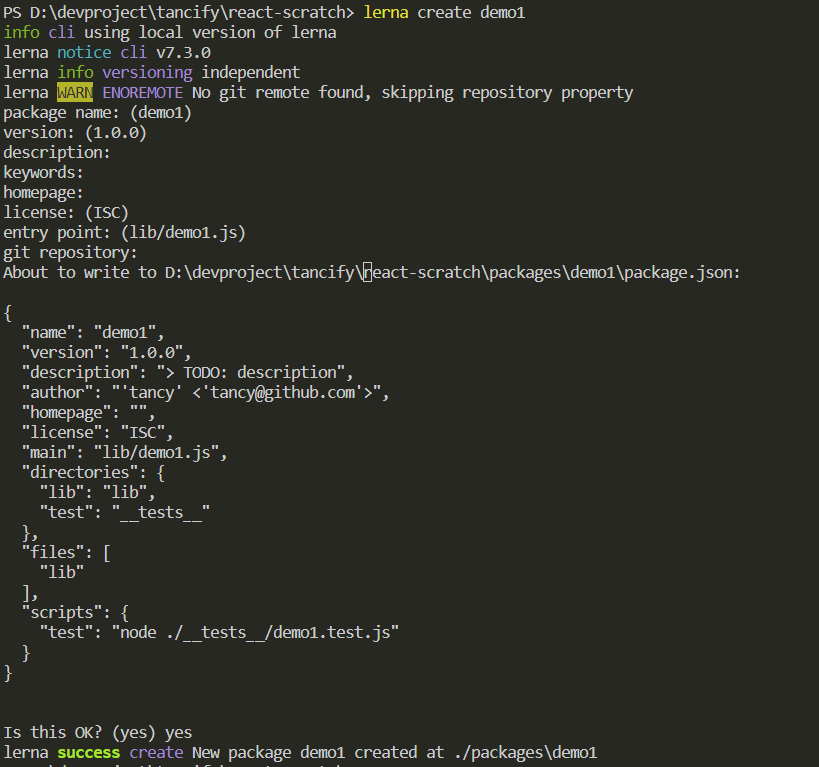 PS D:\devproject\tancify\react-scratch> lerna create demo1
info cli using local version of lerna
lerna notice cli v7.3.0
lerna info versioning independent
lerna WARN ENOREMOTE No git remote found, skipping repository property
package name: (demo1)
version: (1.0.0)
description:
keywords:
homepage:
license: (ISC)
entry point: (lib/demo1.js)
git repository:
About to write to D:\devproject\tancify\react-scratch\packages\demo1\package.json:

{
  "name": "demo1",
  "version": "1.0.0",
  "description": "> TODO: description",
  "author": "'tancy' <'tancy@github.com'>",
  "homepage": "",
  "license": "ISC",
  "main": "lib/demo1.js",
  "directories": {
    "lib": "lib",
    "test": "__tests__"
  },
  "files": [
    "lib"
  ],
  "scripts": {
    "test": "node ./__tests__/demo1.test.js"
  }
}

Is this OK? (yes) yes
lerna success create New package demo1 created at ./packages\demo1